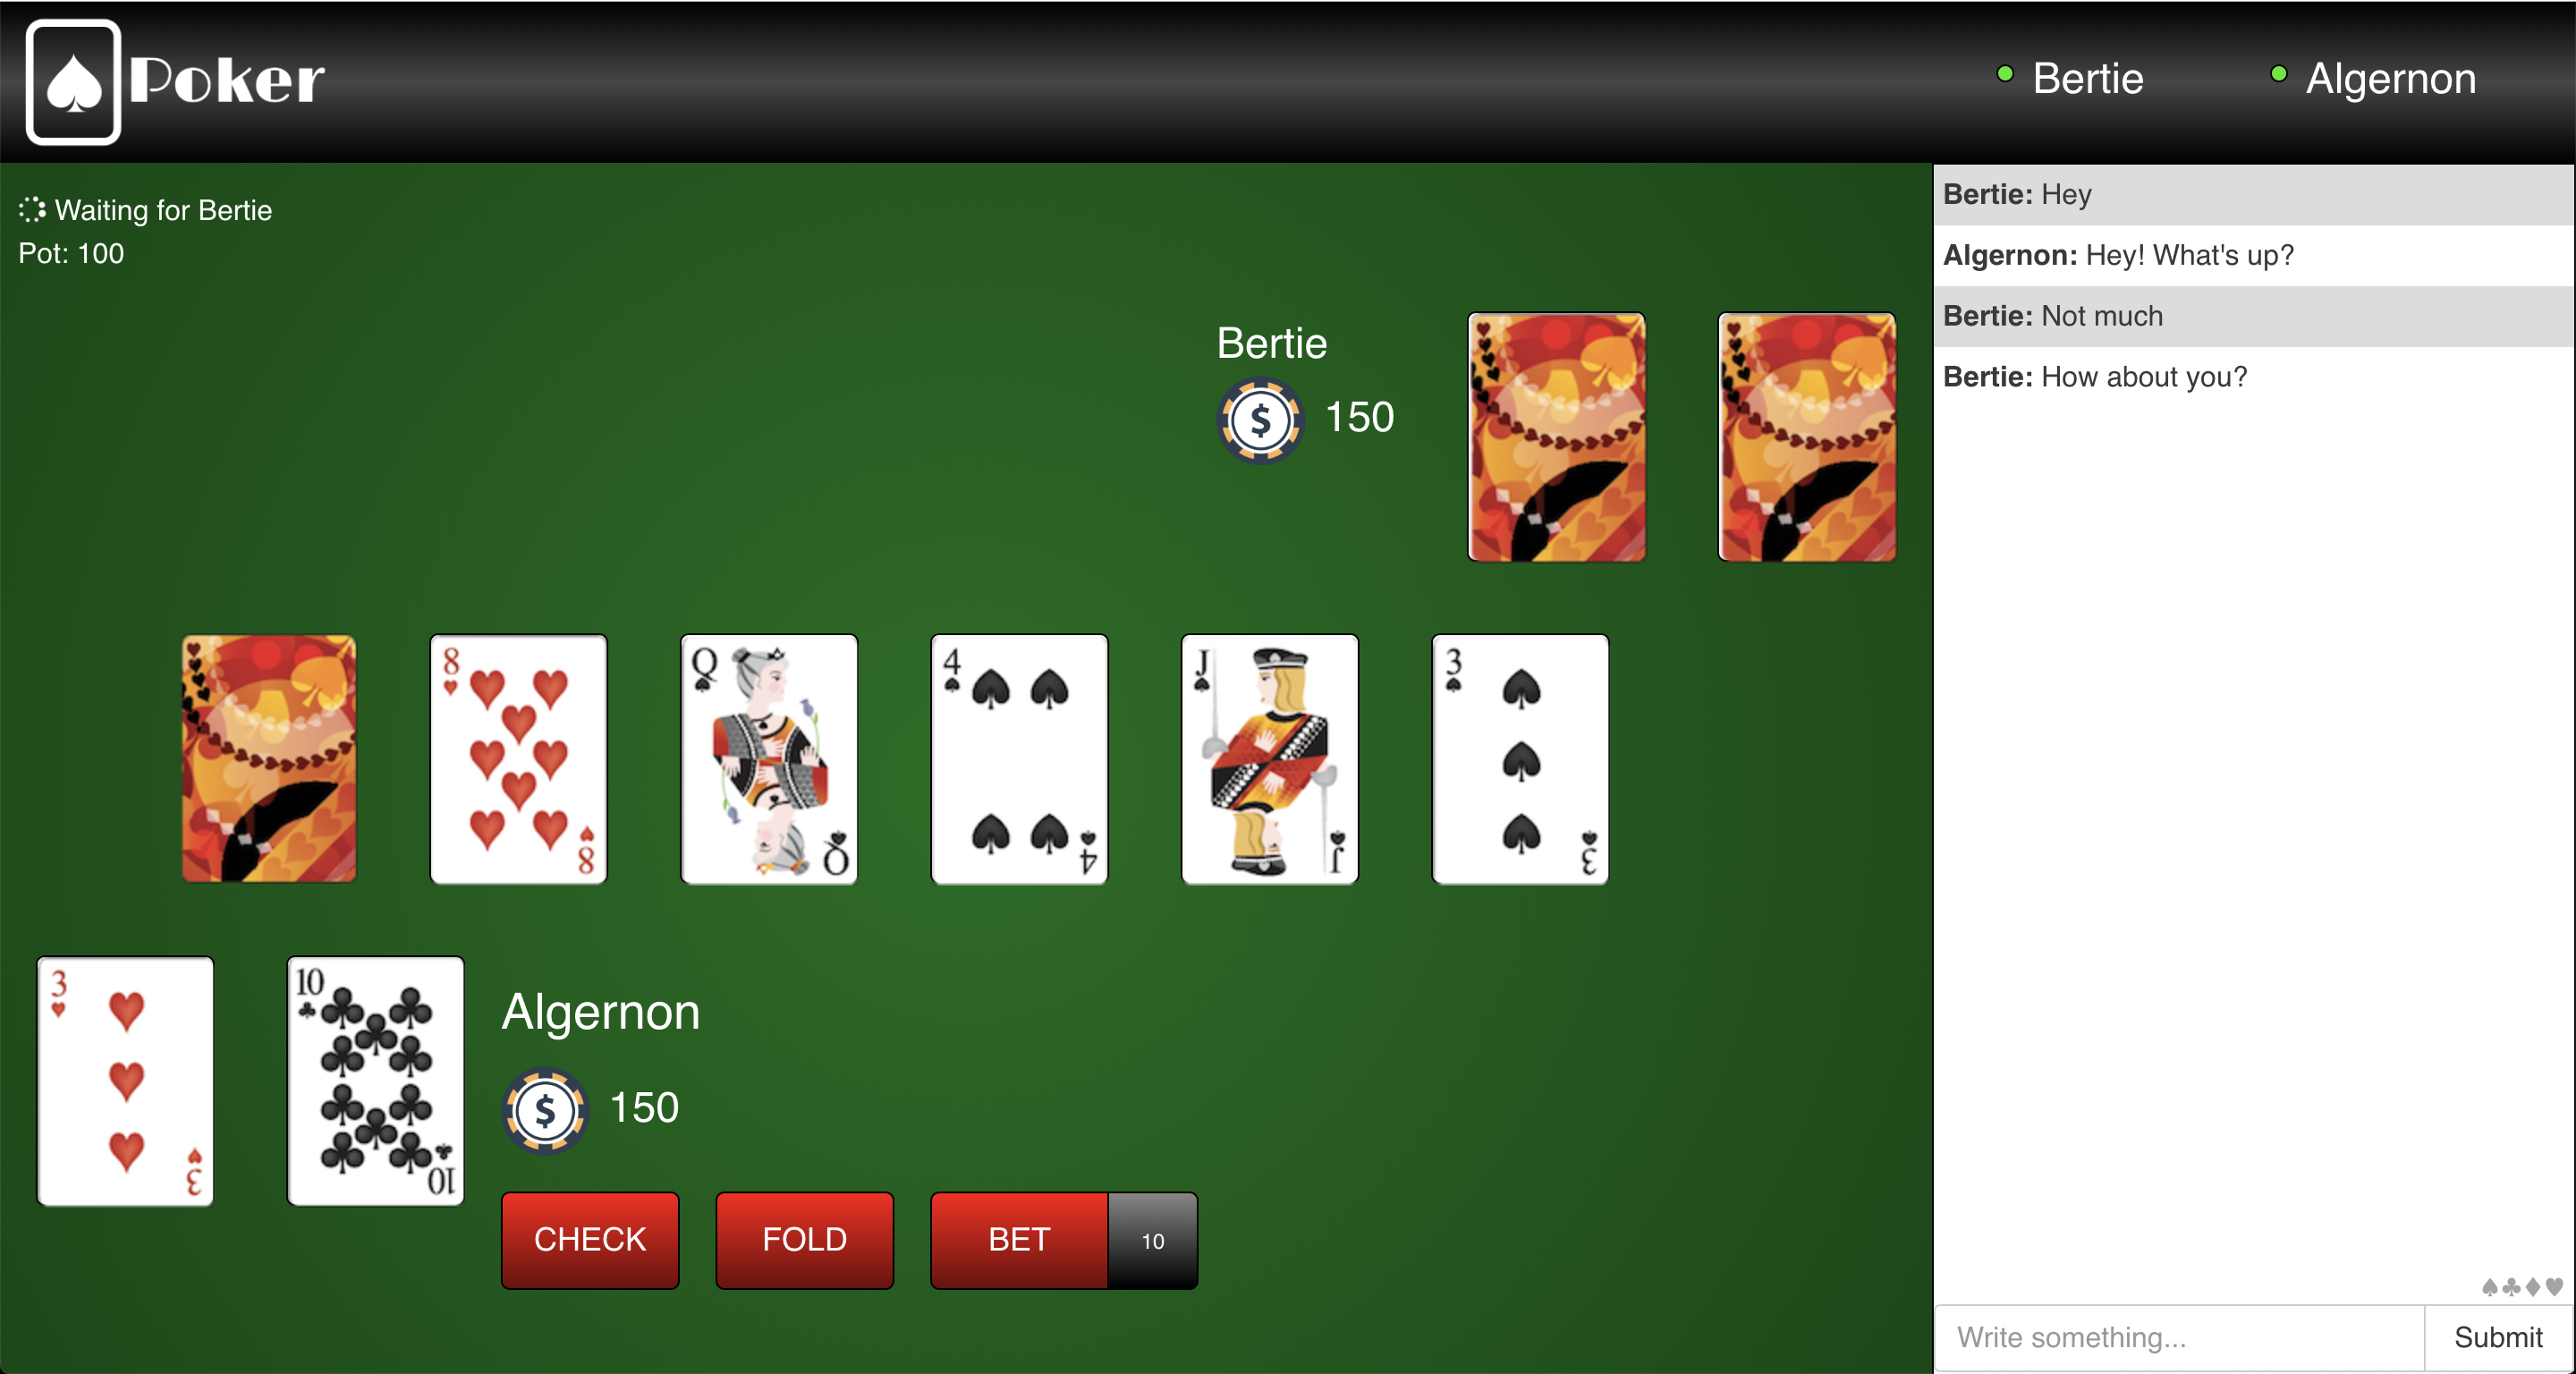 Poker
Bertie
Algernon
Waiting for Bertie
Pot: 100
Bertie
$ 150
8
8
Q
Q
4
4
J
J
3
3
3
3
10
10
Algernon
$ 150
CHECK
FOLD
BET
10
Bertie: Hey
Algernon: Hey! What's up?
Bertie: Not much
Bertie: How about you?
Write something...
Submit